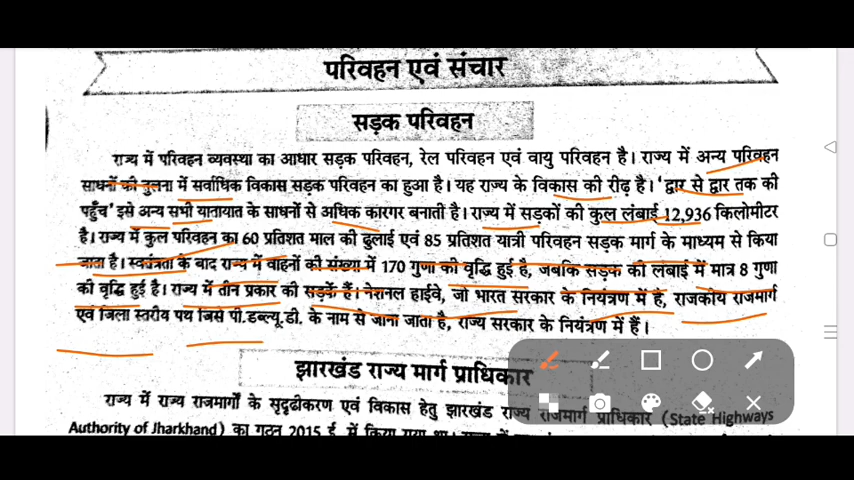 परिवहन एवं संचार
सड़क परिवहन
राज्य में परिवहन व्यवस्था का आधार सड़क परिवहन, रेल परिवहन एवं वायु परिवहन है। राज्य में अन्य परिवहन
साधनों की तुलना में सर्वाधिक विकास सड़क परिवहन का हुआ है। यह राज्य के विकास की रीढ़ है। 'द्वार से द्वार तक की
पहुँच' इसे अन्य सभी यातायात के साधनों से अधिक कारगर बनाती है। राज्य में सड़कों की कुल लंबाई 12,936 किलोमीटर
है। राज्य में कुल परिवहन का 60 प्रतिशत माल की ढुलाई एवं 85 प्रतिशत यात्री परिवहन सड़क मार्ग के माध्यम से किया
जाता है। स्वतंत्रता के बाद राज्य में वाहनों की संख्या में 170 गुणा की वृद्धि हुई है, जबकि सड़क की लंबाई में मात्र 8 गुणा
की वृद्धि हुई है। राज्य में तीन प्रकार की सड़कें हैं। नेशनल हाईवे, जो भारत सरकार के नियंत्रण में है, राजकीय राजमार्ग
एवं जिला स्तरीय पथ जिसे पी.डब्ल्यू.डी. के नाम से जाना जाता है, राज्य सरकार के नियंत्रण में हैं।
झारखंड राज्य मार्ग प्राधिकार
राज्य में राज्य राजमार्गों के सुदृढीकरण एवं विकास हेतु झारखंड राज्य राजमार्ग प्राधिकार (State Highways
Authority of Jharkhand) का गठन 2015 ई. में किया गया था।